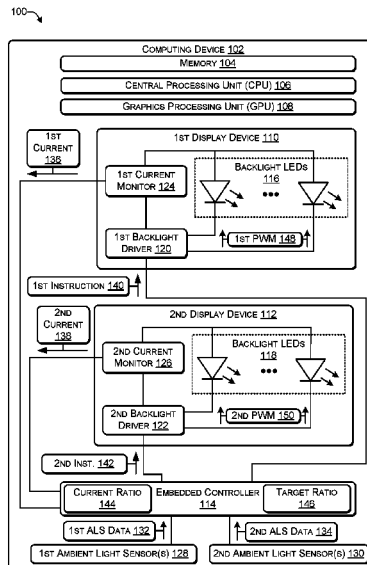 100
COMPUTING DEVICE 102
MEMORY 104
CENTRAL PROCESSING UNIT (CPU) 106
GRAPHICS PROCESSING UNIT (GPU) 108
1ST CURRENT 136
1ST DISPLAY DEVICE 110
1ST CURRENT MONITOR 124
BACKLIGHT LEDS 116
1ST BACKLIGHT DRIVER 120
1ST PWM 148
1ST INSTRUCTION 140
2ND CURRENT 138
2ND DISPLAY DEVICE 112
2ND CURRENT MONITOR 126
BACKLIGHT LEDS 118
2ND BACKLIGHT DRIVER 122
2ND PWM 150
2ND INST. 142
CURRENT RATIO 144
EMBEDDED CONTROLLER 114
TARGET RATIO 146
1ST ALS DATA 132
2ND ALS DATA 134
1ST AMBIENT LIGHT SENSOR(S) 128
2ND AMBIENT LIGHT SENSOR(S) 130